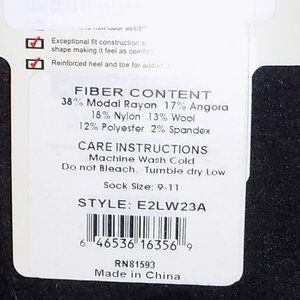 Exceptional fit construction s
shape making it feel as comfo
Reinforced heel and toe for added
FIBER CONTENT
38% Modal Rayon 17% Angora
18% Nylon 13% Wool
12% Polyester 2% Spandex
CARE INSTRUCTIONS
Machine Wash Cold
Do not Bleach. Tumble dry Low
Sock Size: 9-11
STYLE: E2LW23A
6 46536 16356 9
RN81593
Made in China